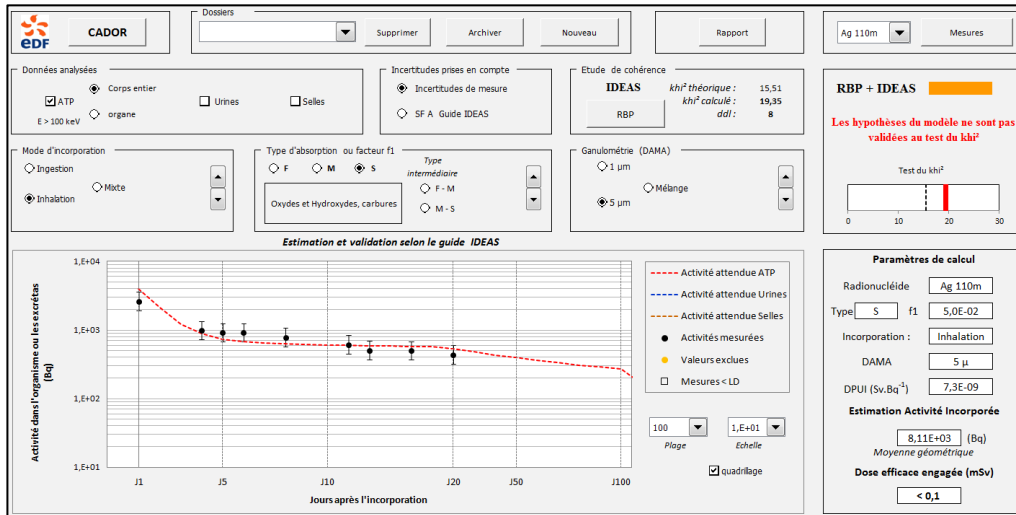 eDF
CADOR
Dossiers
Supprimer
Archiver
Nouveau
Rapport
Ag 110m
Mesures
Données analysées
ATP
E > 100 keV
Corps entier
organe
Urines
Selles
Incertitudes prises en compte
Incertitudes de mesure
SF A Guide IDEAS
Etude de cohérence
IDEAS
RBP
khi² théorique : 15,51
khi² calculé : 19,35
ddl : 8
RBP + IDEAS
Les hypothèses du modèle ne sont pas
validées au test du khi²
Test du khi²
0 10 20 30
Mode d'incorporation
Ingestion
Mixte
Inhalation
Type d'absorption ou facteur f1
F M S
Oxydes et Hydroxydes, carbures
Type
intermédiaire
F - M
M - S
Ganulométrie (DAMA)
1 µm
Mélange
5 µm
Estimation et validation selon le guide IDEAS
Activité dans l'organisme ou les excrétas
(Bq)
1,E+04
1,E+03
1,E+02
1,E+01
J1 J5 J10 J20 J50 J100
Jours après l'incorporation
Activité attendue ATP
Activité attendue Urines
Activité attendue Selles
Activités mesurées
Valeurs exclues
Mesures < LD
100
Plage
1,E+01
Echelle
quadrillage
Paramètres de calcul
Radionucléide Ag 110m
Type S f1 5,0E-02
Incorporation : Inhalation
DAMA 5 µ
DPUI (Sv.Bq⁻¹) 7,3E-09
Estimation Activité Incorporée
8,11E+03 (Bq)
Moyenne géométrique
Dose efficace engagée (mSv)
< 0,1